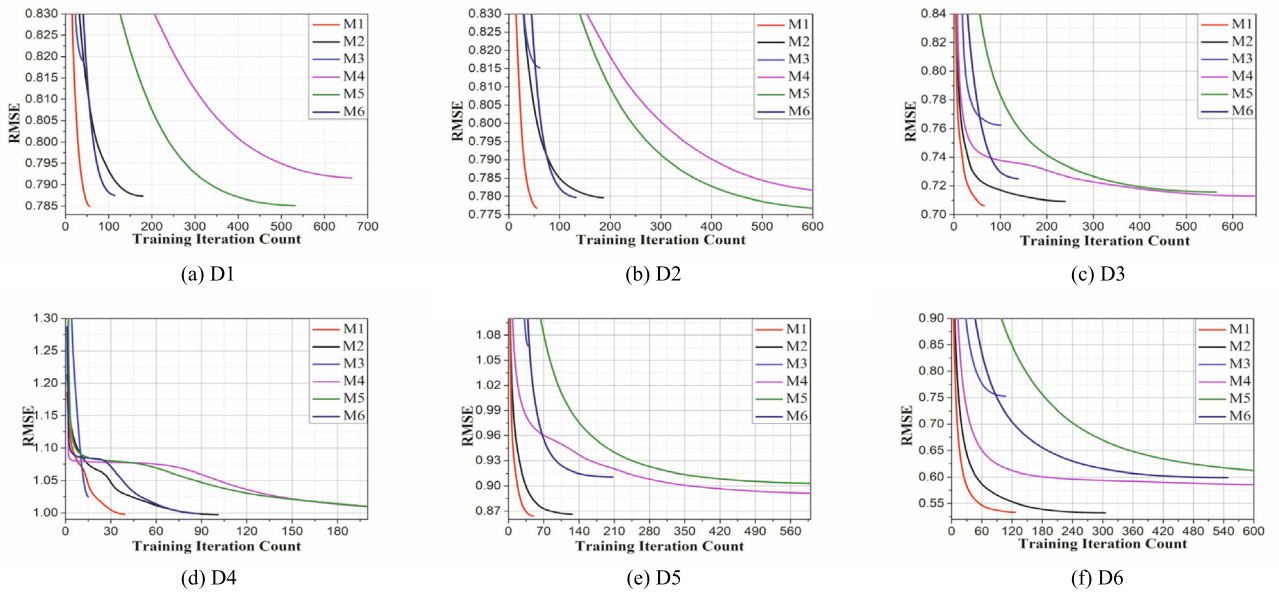 RMSE
0.830
0.825
0.820
0.815
0.810
0.805
0.800
0.795
0.790
0.785
0 100 200 300 400 500 600 700
Training Iteration Count
M1
M2
M3
M4
M5
M6
(a) D1
RMSE
0.830
0.825
0.820
0.815
0.810
0.805
0.800
0.795
0.790
0.785
0.780
0.775
0 100 200 300 400 500 600
Training Iteration Count
M1
M2
M3
M4
M5
M6
(b) D2
RMSE
0.84
0.82
0.80
0.78
0.76
0.74
0.72
0.70
0 100 200 300 400 500 600
Training Iteration Count
M1
M2
M3
M4
M5
M6
(c) D3
RMSE
1.30
1.25
1.20
1.15
1.10
1.05
1.00
0 30 60 90 120 150 180
Training Iteration Count
M1
M2
M3
M4
M5
M6
(d) D4
RMSE
1.08
1.05
1.02
0.99
0.96
0.93
0.90
0.87
0 70 140 210 280 350 420 490 560
Training Iteration Count
M1
M2
M3
M4
M5
M6
(e) D5
RMSE
0.90
0.85
0.80
0.75
0.70
0.65
0.60
0.55
0 60 120 180 240 300 360 420 480 540 600
Training Iteration Count
M1
M2
M3
M4
M5
M6
(f) D6